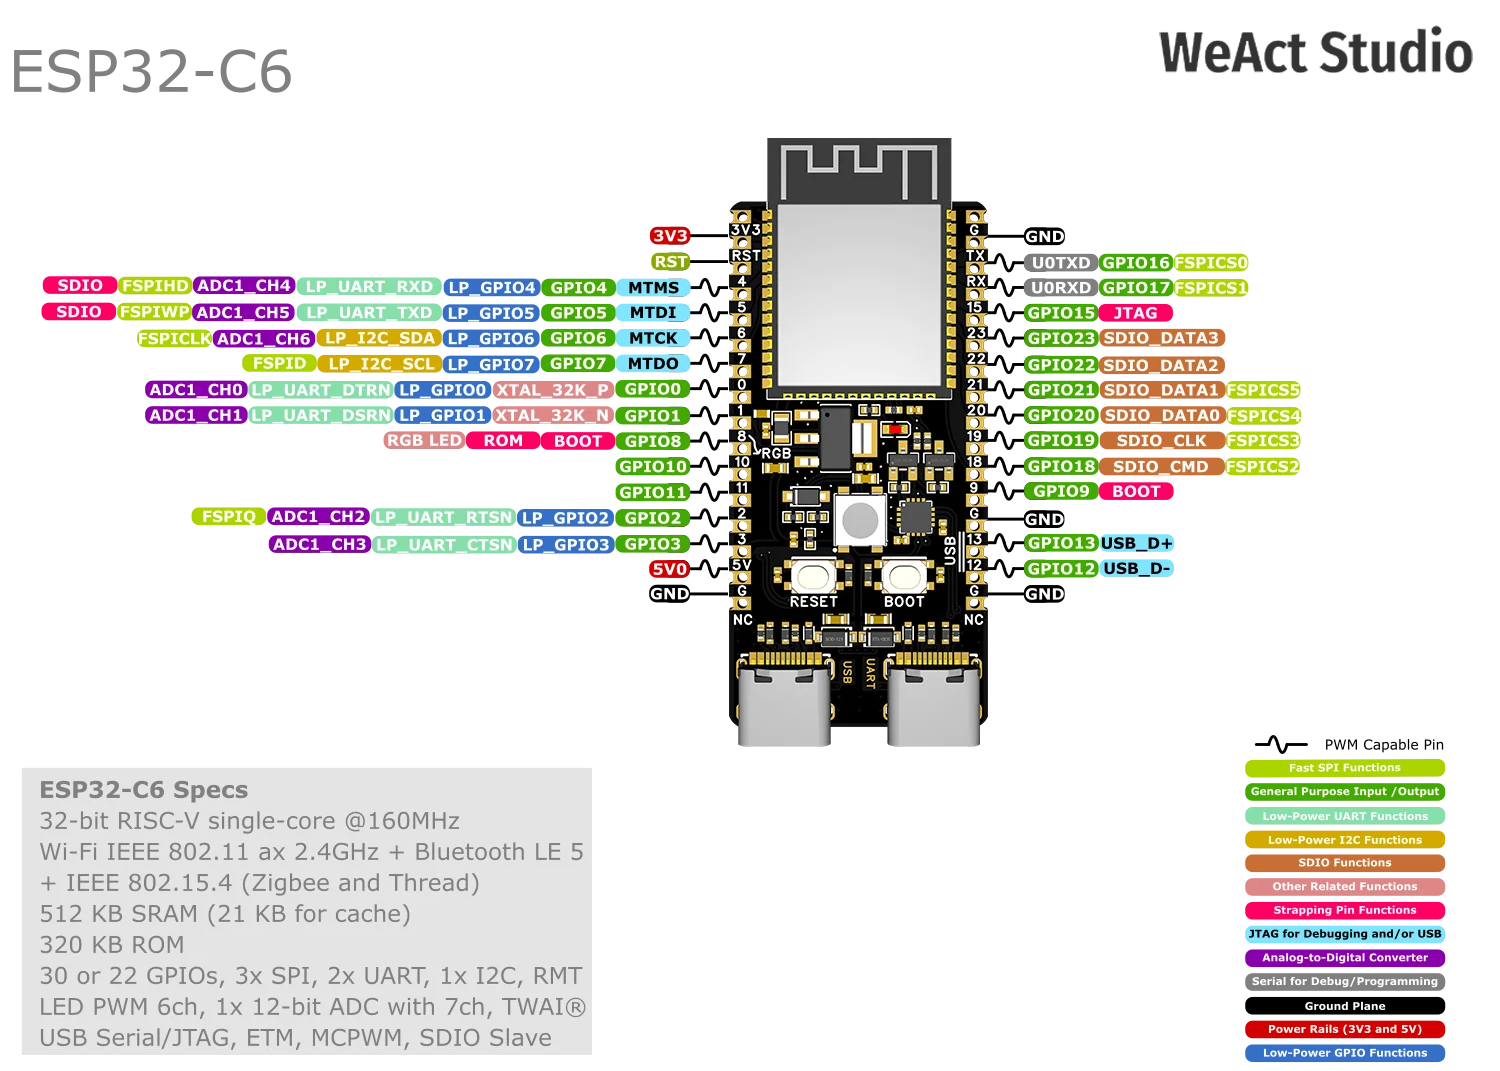 ESP32-C6
WeAct Studio
3V3
RST
SDIO FSPIHD ADC1_CH4 LP_UART_RXD LP_GPIO4 GPIO4 MTMS
SDIO FSPIWP ADC1_CH5 LP_UART_TXD LP_GPIO5 GPIO5 MTDI
FSPICLK ADC1_CH6 LP_I2C_SDA LP_GPIO6 GPIO6 MTCK
FSPID LP_I2C_SCL LP_GPIO7 GPIO7 MTDO
ADC1_CH0 LP_UART_DTRN LP_GPIO0 XTAL_32K_P GPIO0
ADC1_CH1 LP_UART_DSRN LP_GPIO1 XTAL_32K_N GPIO1
RGB LED ROM BOOT GPIO8
GPIO10
GPIO11
FSPIQ ADC1_CH2 LP_UART_RTSN LP_GPIO2 GPIO2
ADC1_CH3 LP_UART_CTSN LP_GPIO3 GPIO3
5V0
GND
3V3
RST
4
5
6
7
0
1
8
RGB
10
11
2
3
5V
G
NC
RESET
BOOT
USB
UART
USB
G
TX
RX
15
23
22
21
20
19
18
9
G
13
12
G
NC
GND
U0TXD GPIO16 FSPICS0
U0RXD GPIO17 FSPICS1
GPIO15 JTAG
GPIO23 SDIO_DATA3
GPIO22 SDIO_DATA2
GPIO21 SDIO_DATA1 FSPICS5
GPIO20 SDIO_DATA0 FSPICS4
GPIO19 SDIO_CLK FSPICS3
GPIO18 SDIO_CMD FSPICS2
GPIO9 BOOT
GND
GPIO13 USB_D+
GPIO12 USB_D-
GND
ESP32-C6 Specs
32-bit RISC-V single-core @160MHz
Wi-Fi IEEE 802.11 ax 2.4GHz + Bluetooth LE 5
+ IEEE 802.15.4 (Zigbee and Thread)
512 KB SRAM (21 KB for cache)
320 KB ROM
30 or 22 GPIOs, 3x SPI, 2x UART, 1x I2C, RMT
LED PWM 6ch, 1x 12-bit ADC with 7ch, TWAI®
USB Serial/JTAG, ETM, MCPWM, SDIO Slave
PWM Capable Pin
Fast SPI Functions
General Purpose Input /Output
Low-Power UART Functions
Low-Power I2C Functions
SDIO Functions
Other Related Functions
Strapping Pin Functions
JTAG for Debugging and/or USB
Analog-to-Digital Converter
Serial for Debug/Programming
Ground Plane
Power Rails (3V3 and 5V)
Low-Power GPIO Functions